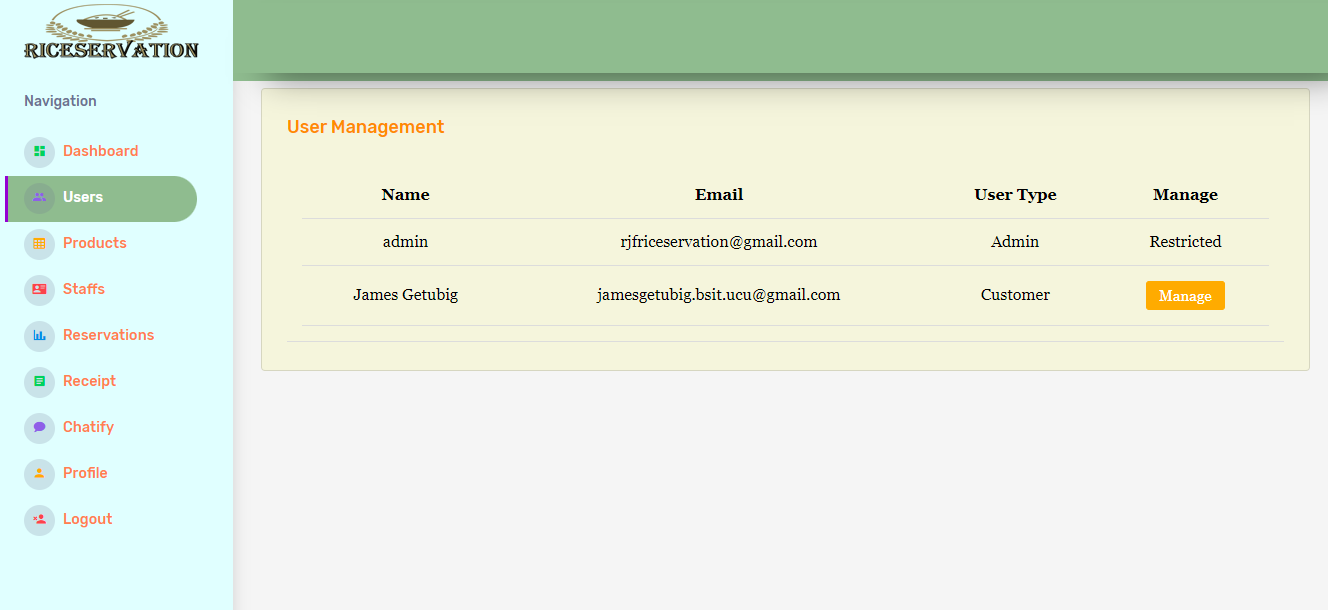 RICESERVATION
Navigation
Dashboard
Users
Products
Staffs
Reservations
Receipt
Chatify
Profile
Logout
User Management
Name Email User Type Manage
admin rjfriceservation@gmail.com Admin Restricted
James Getubig jamesgetubig.bsit.ucu@gmail.com Customer Manage